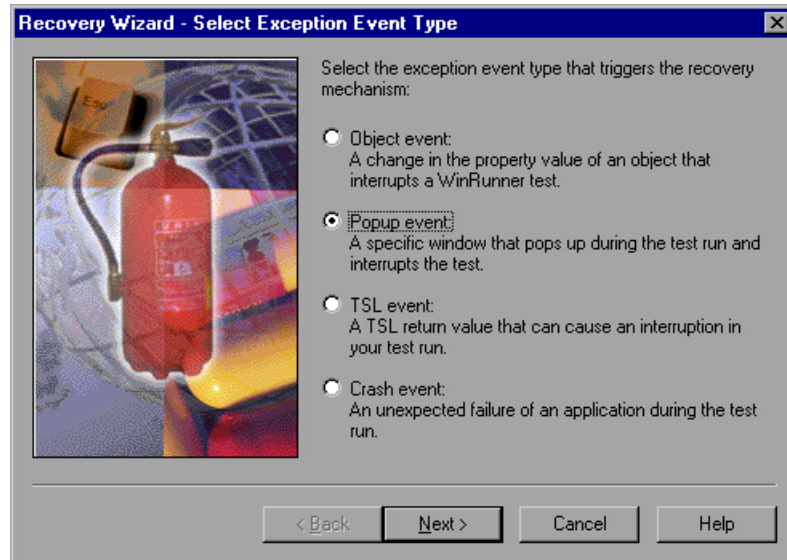 Recovery Wizard - Select Exception Event Type
Select the exception event type that triggers the recovery
mechanism:
Object event:
A change in the property value of an object that
interrupts a WinRunner test.
Popup event:
A specific window that pops up during the test run and
interrupts the test.
TSL event:
A TSL return value that can cause an interruption in
your test run.
Crash event:
An unexpected failure of an application during the test
run.
Esc
< Back
Next >
Cancel
Help